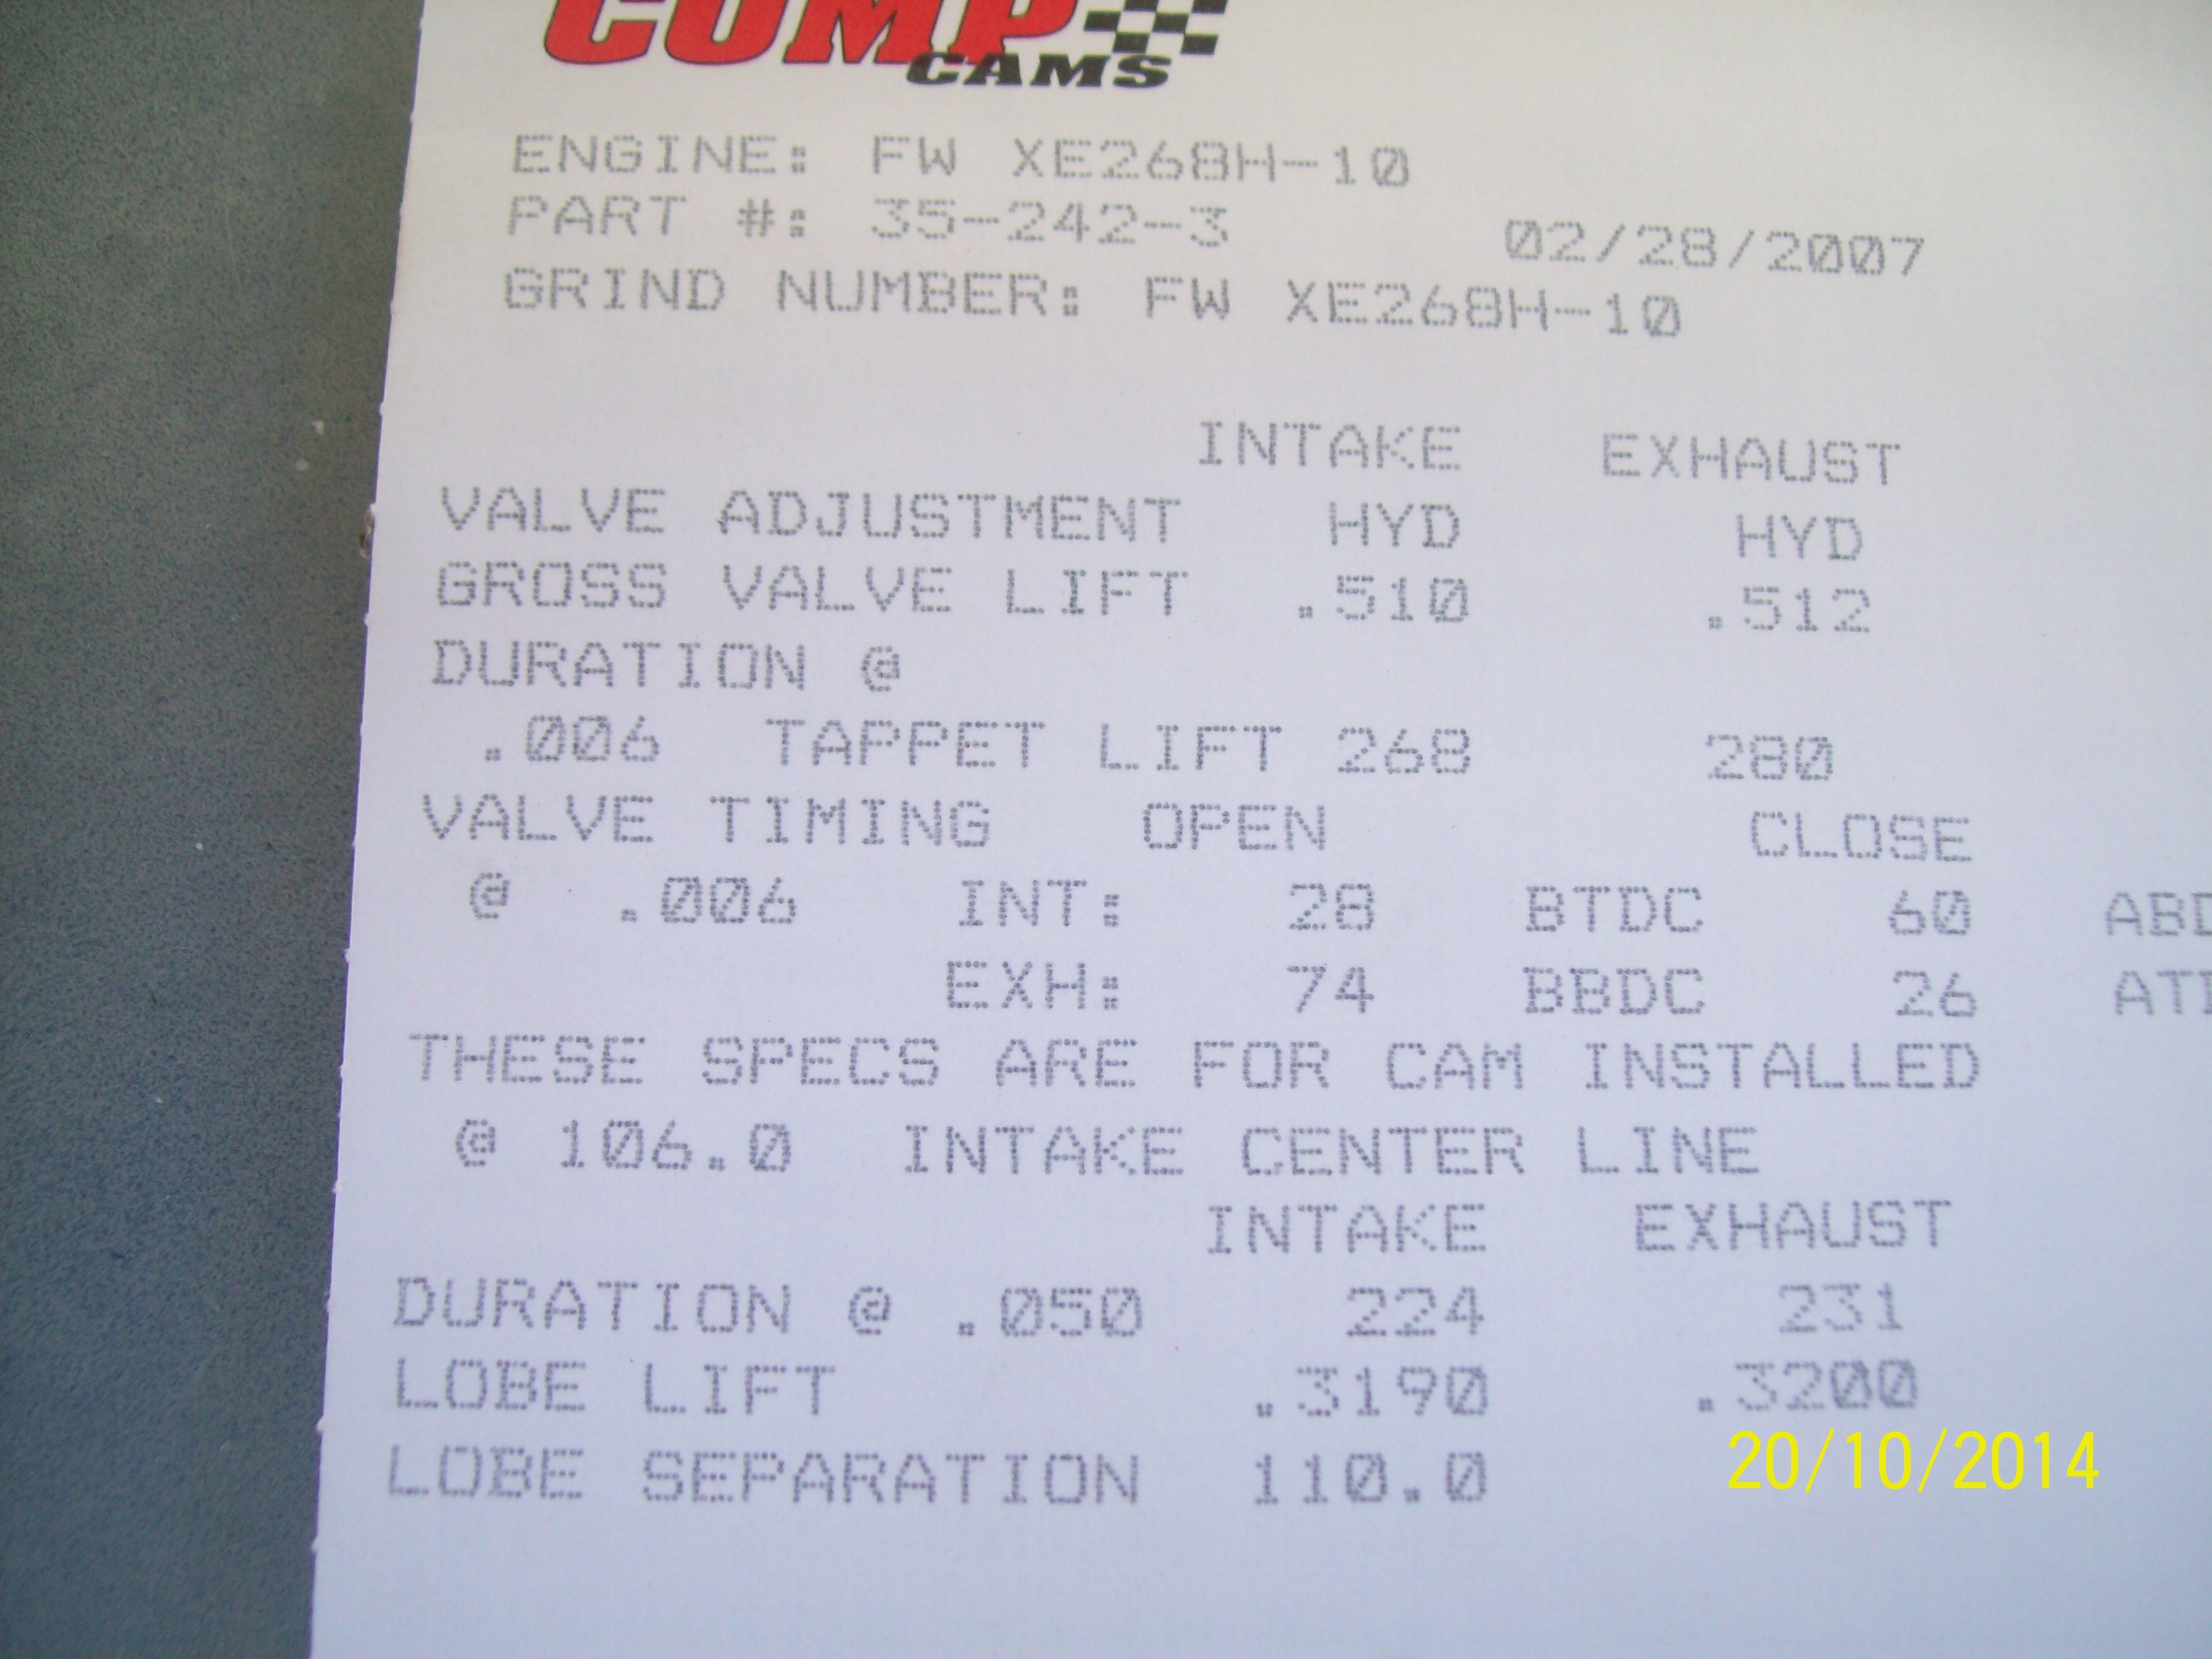 COMP
CAMS
ENGINE: FW XE268H-10
PART #: 35-242-3 02/28/2007
GRIND NUMBER: FW XE268H-10
INTAKE EXHAUST
VALVE ADJUSTMENT HYD HYD
GROSS VALVE LIFT .510 .512
DURATION @
.006 TAPPET LIFT 268 280
VALVE TIMING OPEN CLOSE
@ .006 INT: 28 BTDC 60
EXH: 74 BBDC 26
THESE SPECS ARE FOR CAM INSTALLED
@ 106.0 INTAKE CENTER LINE
INTAKE EXHAUST
DURATION @ .050 224 231
LOBE LIFT .3190 .3200
LOBE SEPARATION 110.0
20/10/2014